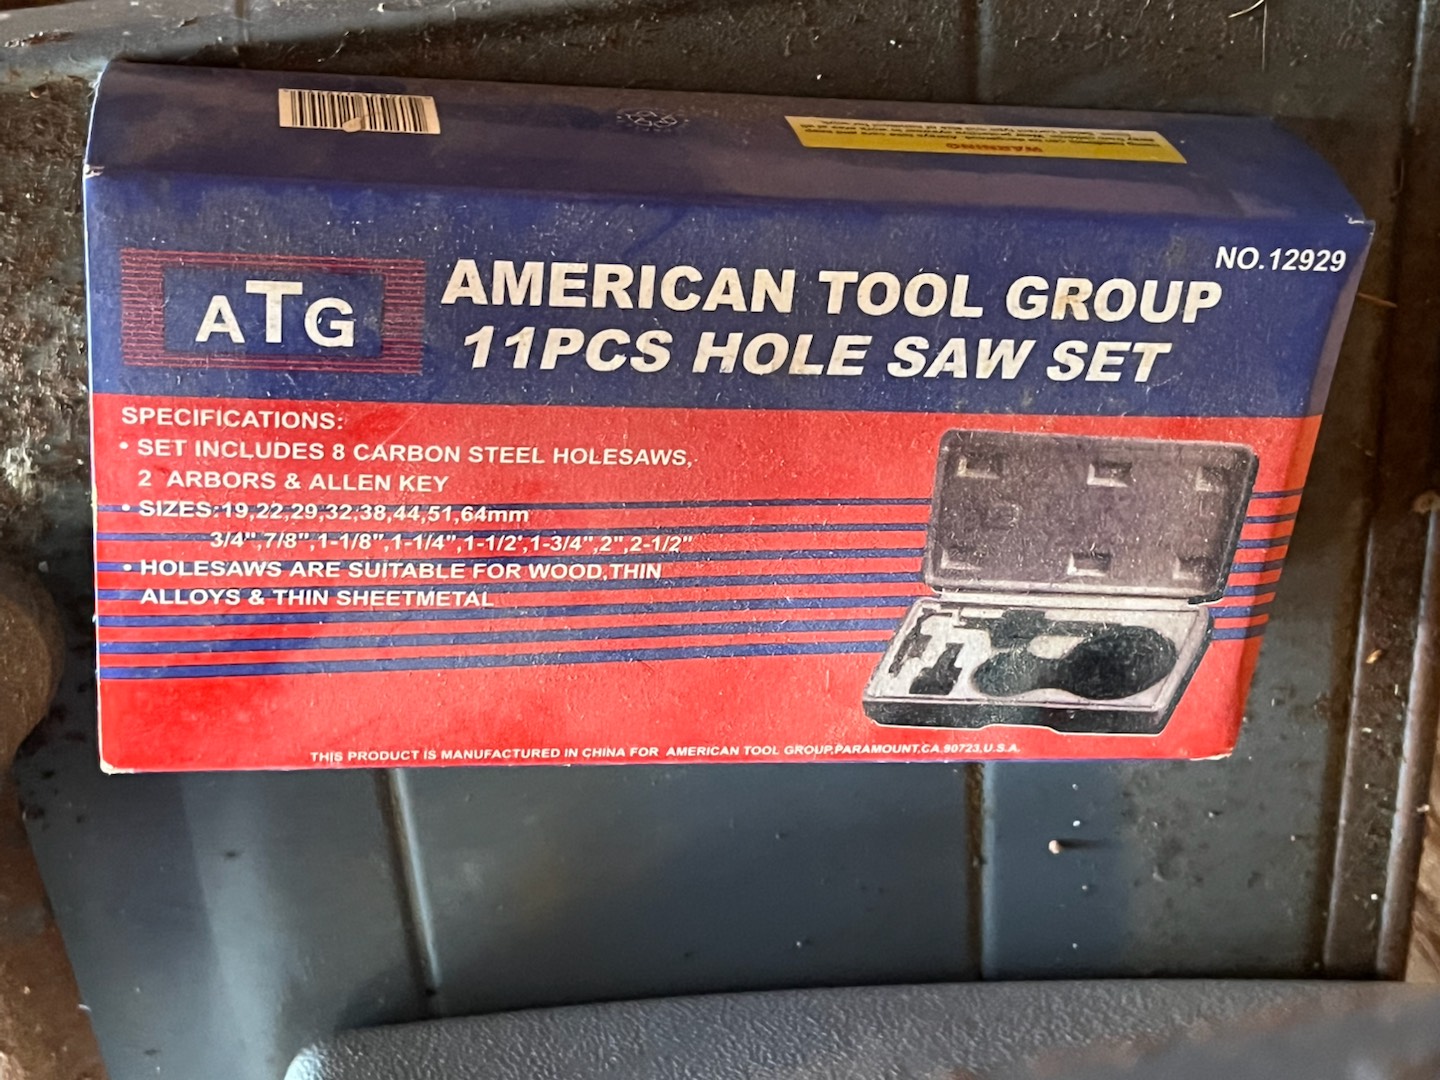 WARNING
NO.12929
ATG
AMERICAN TOOL GROUP
11PCS HOLE SAW SET
SPECIFICATIONS:
• SET INCLUDES 8 CARBON STEEL HOLESAWS,
2 ARBORS & ALLEN KEY
• SIZES:19,22,29,32,38,44,51,64mm
3/4",7/8",1-1/8",1-1/4",1-1/2',1-3/4",2",2-1/2"
• HOLESAWS ARE SUITABLE FOR WOOD,THIN
ALLOYS & THIN SHEETMETAL
THIS PRODUCT IS MANUFACTURED IN CHINA FOR AMERICAN TOOL GROUP,PARAMOUNT,CA.90723,U.S.A.